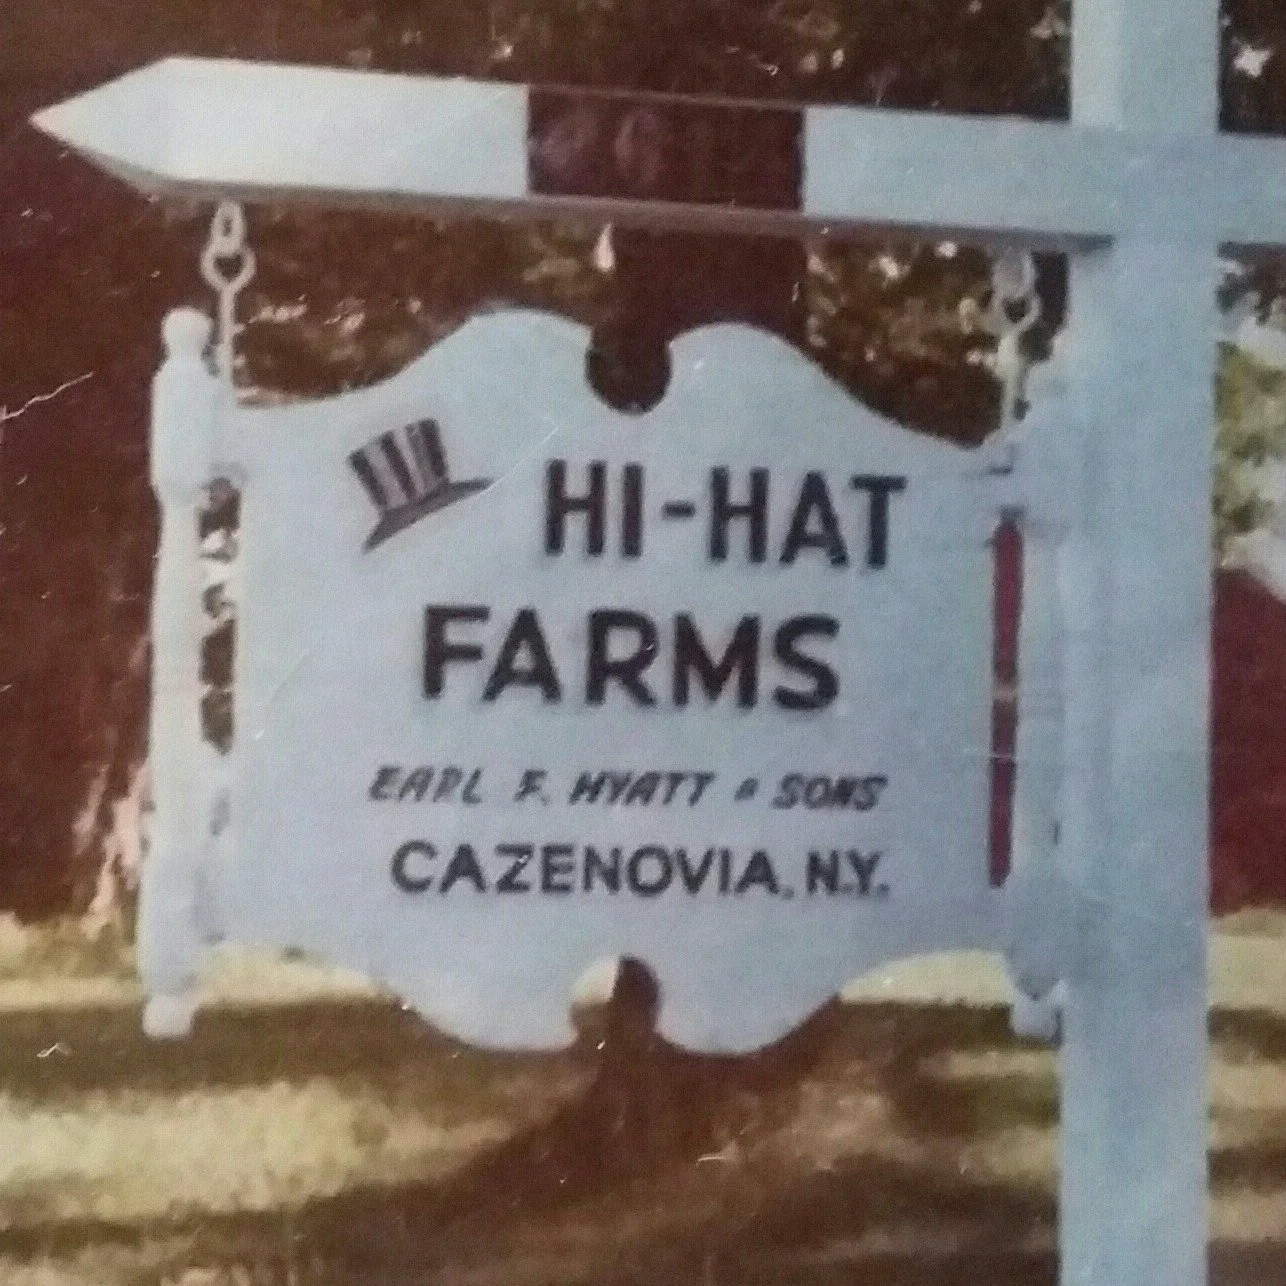 HI-HAT
FARMS
EARL F. HYATT & SONS
CAZENOVIA, N.Y.